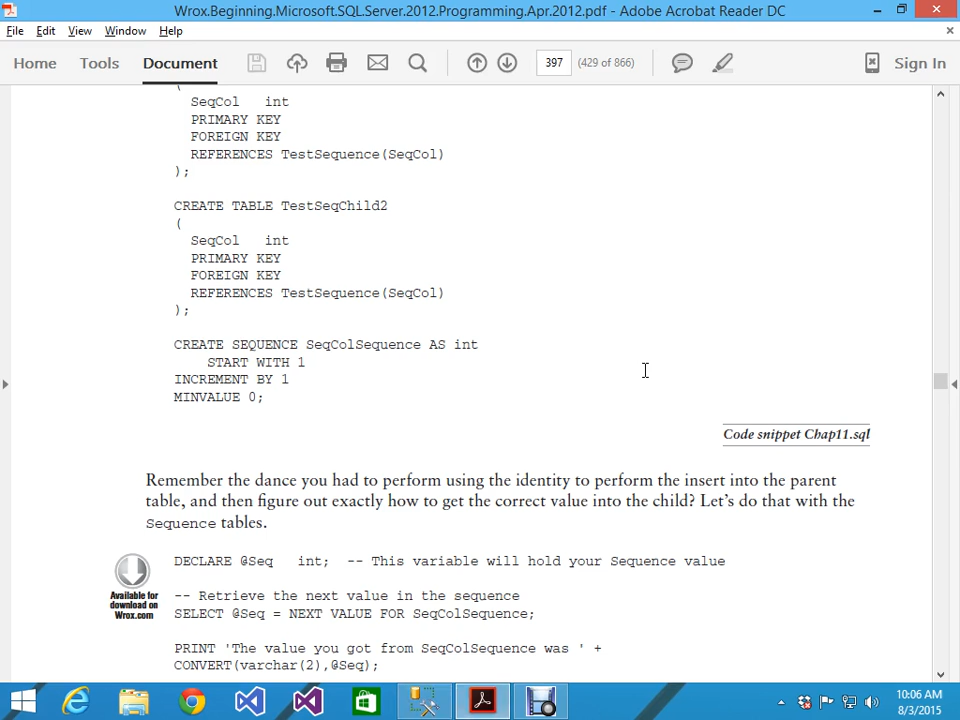 Wrox.Beginning.Microsoft.SQL.Server.2012.Programming.Apr.2012.pdf - Adobe Acrobat Reader DC
File Edit View Window Help
Home Tools Document 397 (429 of 866) Sign In
(
SeqCol int
PRIMARY KEY
FOREIGN KEY
REFERENCES TestSequence(SeqCol)
);
CREATE TABLE TestSeqChild2
(
SeqCol int
PRIMARY KEY
FOREIGN KEY
REFERENCES TestSequence(SeqCol)
);
CREATE SEQUENCE SeqColSequence AS int
START WITH 1
INCREMENT BY 1
MINVALUE 0;
Code snippet Chap11.sql
Remember the dance you had to perform using the identity to perform the insert into the parent
table, and then figure out exactly how to get the correct value into the child? Let's do that with the
Sequence tables.
DECLARE @Seq int; -- This variable will hold your Sequence value
Available for
download on
Wrox.com
-- Retrieve the next value in the sequence
SELECT @Seq = NEXT VALUE FOR SeqColSequence;
PRINT 'The value you got from SeqColSequence was ' +
CONVERT(varchar(2),@Seq);
10:06 AM
8/3/2015